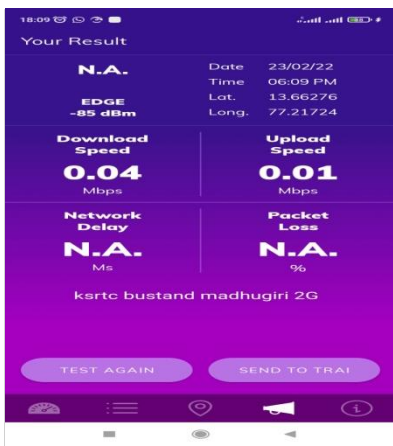 18:09
Your Result
N.A.
EDGE
-85 dBm
Date 23/02/22
Time 06:09 PM
Lat. 13.66276
Long. 77.21724
Download
Speed
0.04
Mbps
Upload
Speed
0.01
Mbps
Network
Delay
N.A.
Ms
Packet
Loss
N.A.
%
ksrtc bustand madhugiri 2G
TEST AGAIN
SEND TO TRAI